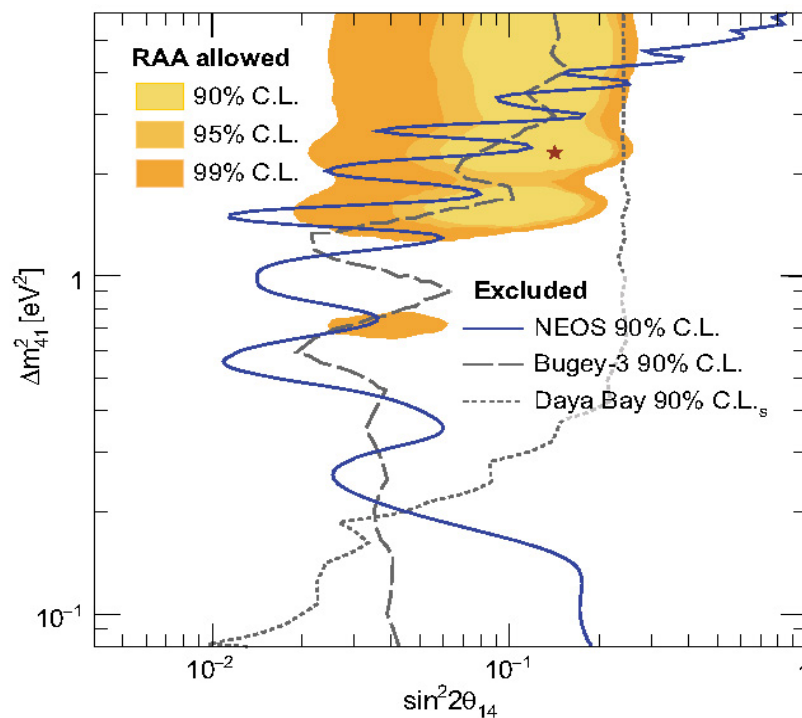 RAA allowed
90% C.L.
95% C.L.
99% C.L.
Excluded
NEOS 90% C.L.
Bugey-3 90% C.L.
Daya Bay 90% C.L.ₛ
Δm²₄₁ [eV²]
1
10⁻¹
10⁻²
10⁻¹
1
sin²2θ₁₄